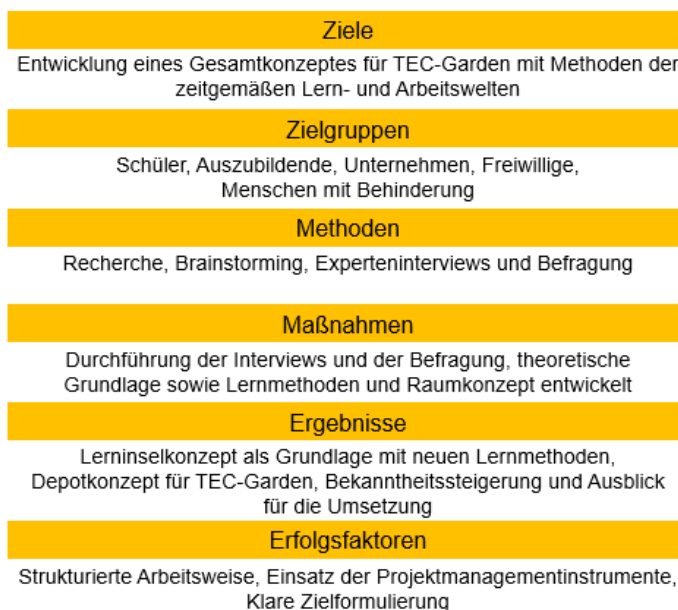 Ziele
Entwicklung eines Gesamtkonzeptes für TEC-Garden mit Methoden der
zeitgemäßen Lern- und Arbeitswelten
Zielgruppen
Schüler, Auszubildende, Unternehmen, Freiwillige,
Menschen mit Behinderung
Methoden
Recherche, Brainstorming, Experteninterviews und Befragung
Maßnahmen
Durchführung der Interviews und der Befragung, theoretische
Grundlage sowie Lernmethoden und Raumkonzept entwickelt
Ergebnisse
Lerninselkonzept als Grundlage mit neuen Lernmethoden,
Depotkonzept für TEC-Garden, Bekanntheitssteigerung und Ausblick
für die Umsetzung
Erfolgsfaktoren
Strukturierte Arbeitsweise, Einsatz der Projektmanagementinstrumente,
Klare Zielformulierung